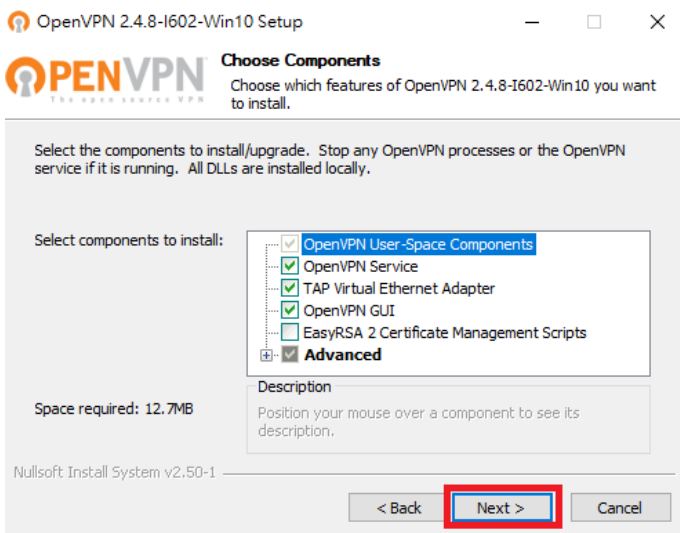 OpenVPN 2.4.8-I602-Win10 Setup
OPENVPN
The open source VPN
Choose Components
Choose which features of OpenVPN 2.4.8-I602-Win10 you want
to install.
Select the components to install/upgrade. Stop any OpenVPN processes or the OpenVPN
service if it is running. All DLLs are installed locally.
Select components to install:
OpenVPN User-Space Components
OpenVPN Service
TAP Virtual Ethernet Adapter
OpenVPN GUI
EasyRSA 2 Certificate Management Scripts
Advanced
Space required: 12.7MB
Description
Position your mouse over a component to see its
description.
Nullsoft Install System v2.50-1
< Back
Next >
Cancel